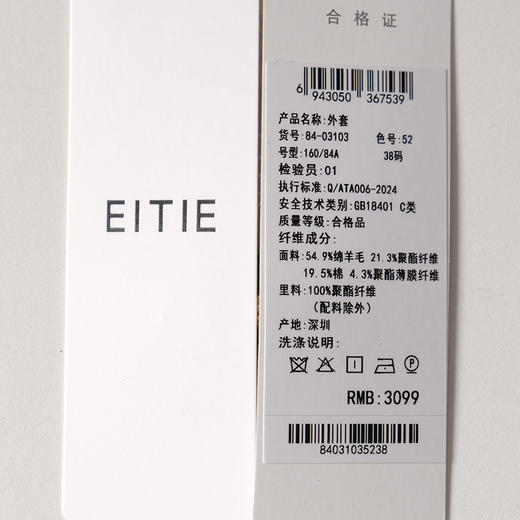 EITIE
合格证
6 943050 367539
产品名称:外套
货号:84-03103 色号:52
号型:160/84A 38码
检验员:01
执行标准:Q/ATA006-2024
安全技术类别:GB18401 C类
质量等级:合格品
纤维成分:
面料:54.9%绵羊毛 21.3%聚酯纤维
19.5%棉 4.3%聚酯薄膜纤维
里料:100%聚酯纤维
(配料除外)
产地:深圳
洗涤说明:
P
RMB:3099
84031035238